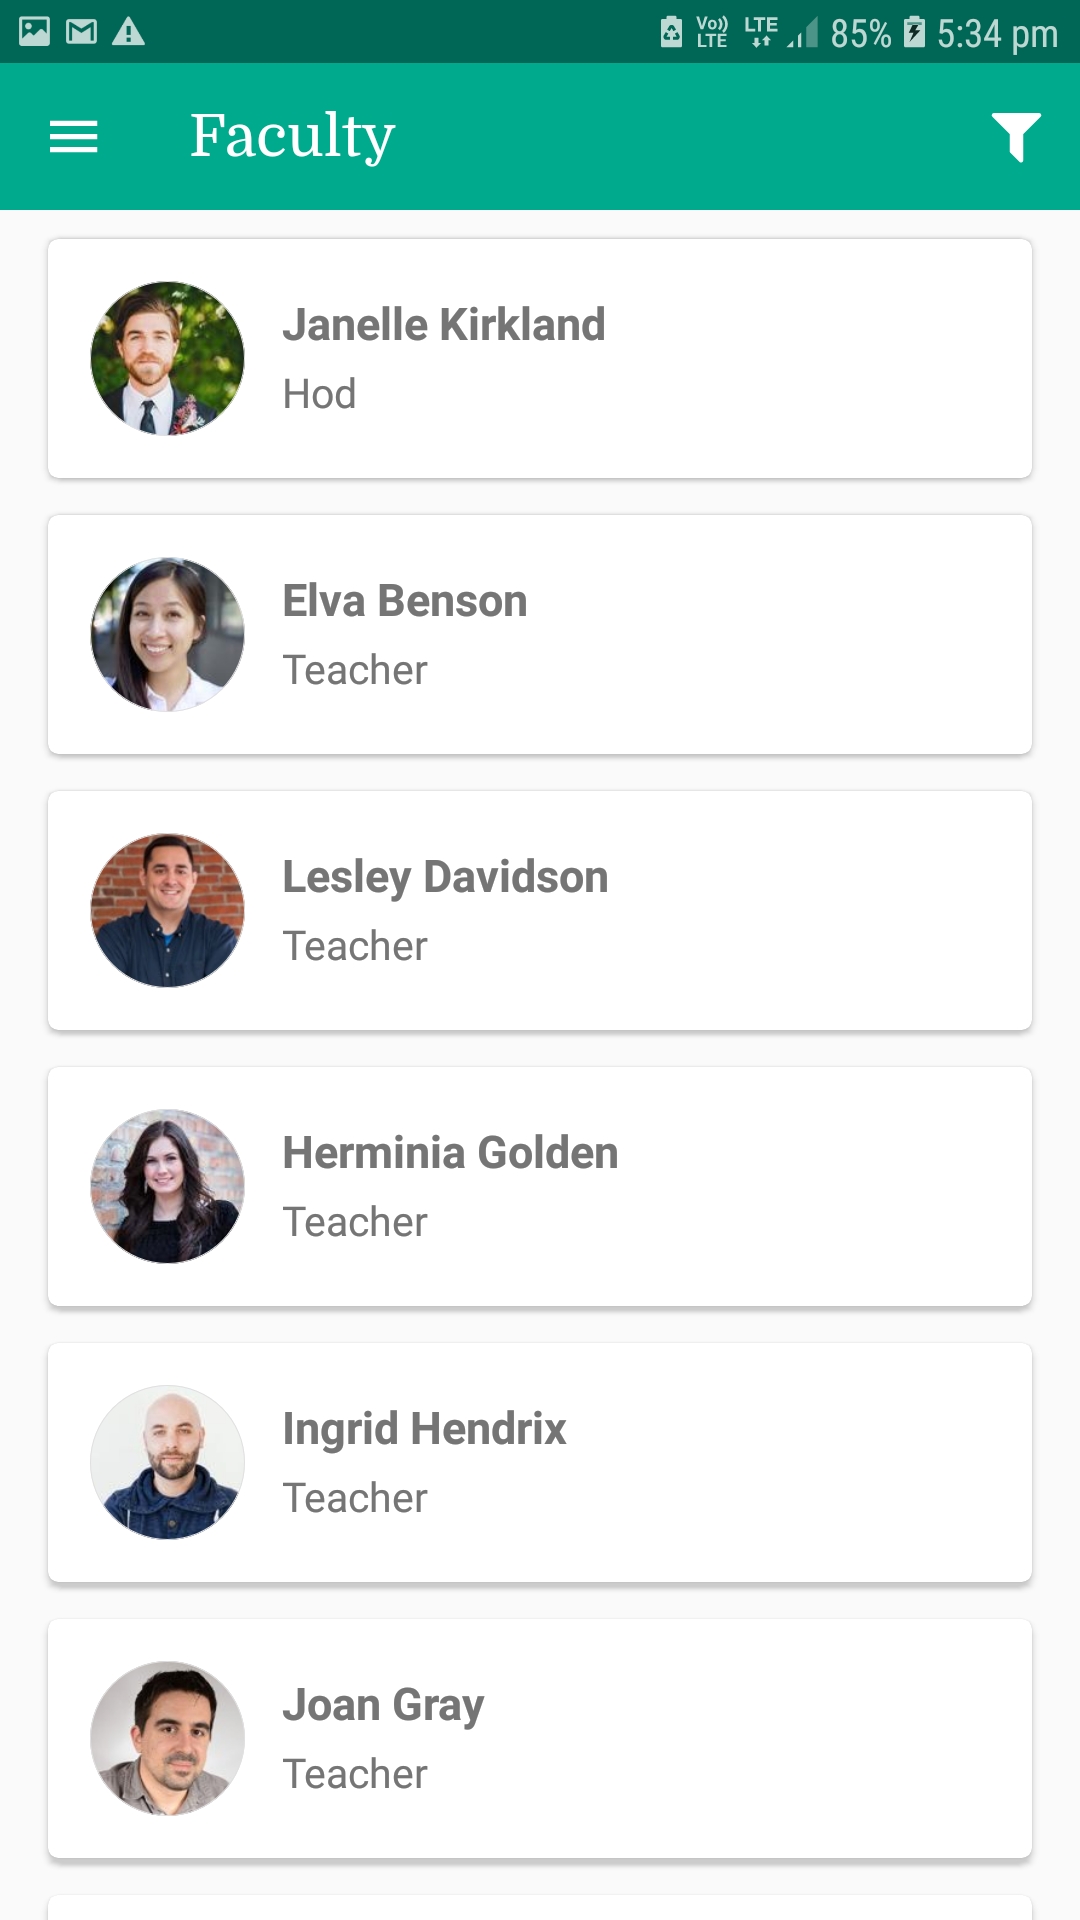 Vo)) LTE LTE 85% 5:34 pm
Faculty
Janelle Kirkland
Hod
Elva Benson
Teacher
Lesley Davidson
Teacher
Herminia Golden
Teacher
Ingrid Hendrix
Teacher
Joan Gray
Teacher